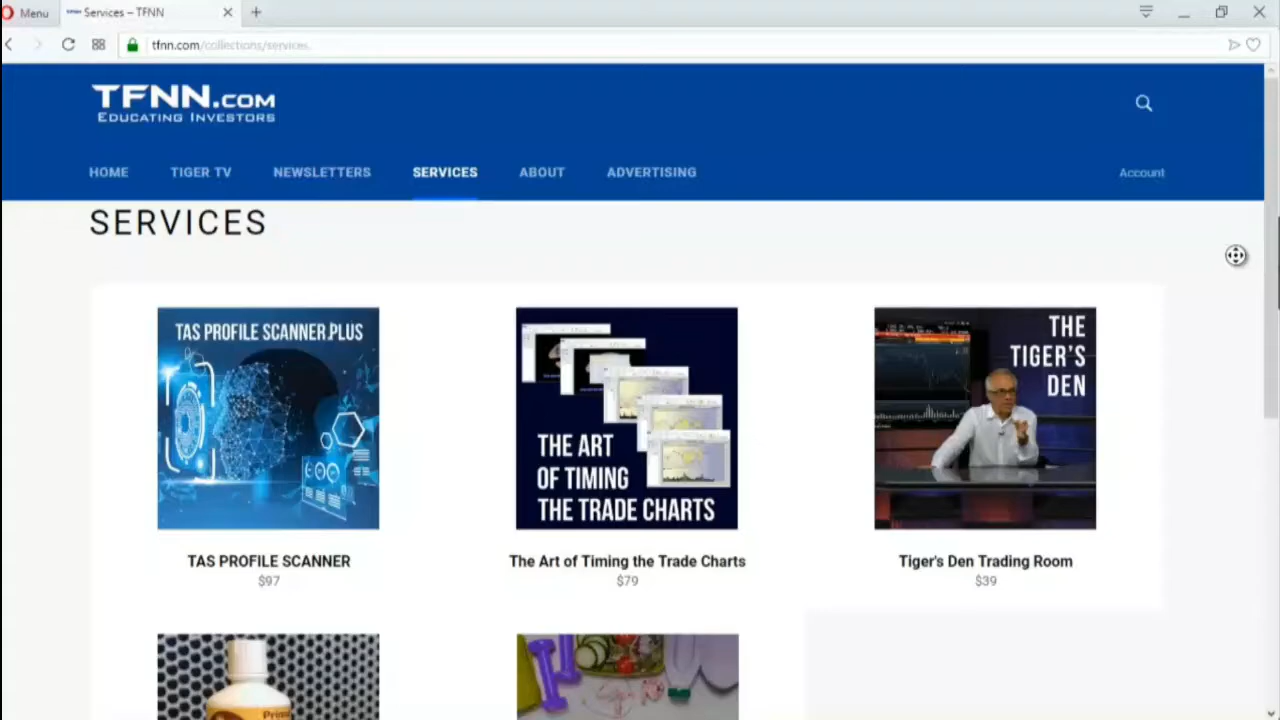 Menu
Services – TFNN
tfnn.com/collections/services
TFNN.COM
EDUCATING INVESTORS
HOME
TIGER TV
NEWSLETTERS
SERVICES
ABOUT
ADVERTISING
Account
SERVICES
TAS PROFILE SCANNER PLUS
THE ART
OF TIMING
THE TRADE CHARTS
THE
TIGER'S
DEN
TAS PROFILE SCANNER
$97
The Art of Timing the Trade Charts
$79
Tiger's Den Trading Room
$39